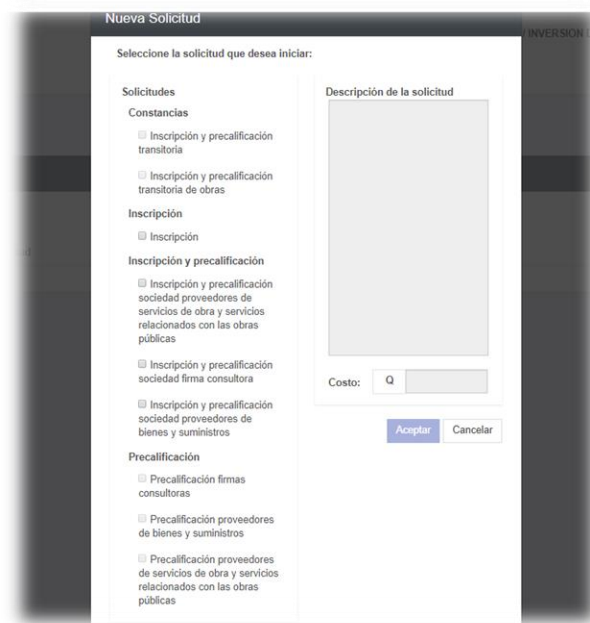 Nueva Solicitud
INVERSION
Seleccione la solicitud que desea iniciar:
Solicitudes
Constancias
Inscripción y precalificación
transitoria
Inscripción y precalificación
transitoria de obras
Inscripción
Inscripción
Inscripción y precalificación
Inscripción y precalificación
sociedad proveedores de
servicios de obra y servicios
relacionados con las obras
públicas
Inscripción y precalificación
sociedad firma consultora
Inscripción y precalificación
sociedad proveedores de
bienes y suministros
Precalificación
Precalificación firmas
consultoras
Precalificación proveedores
de bienes y suministros
Precalificación proveedores
de servicios de obra y servicios
relacionados con las obras
públicas
Descripción de la solicitud
Costo: Q
Aceptar Cancelar